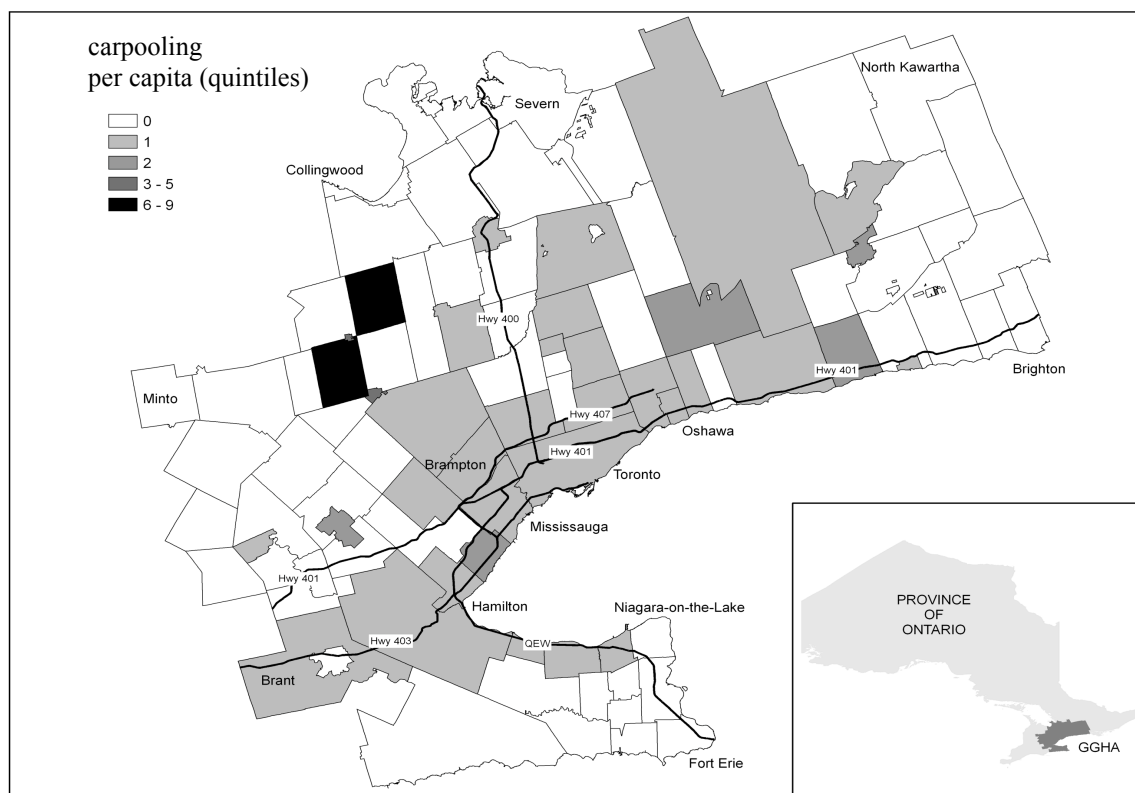 carpooling
per capita (quintiles)
0
1
2
3 - 5
6 - 9
North Kawartha
Severn
Collingwood
Hwy 400
Hwy 401
Brighton
Minto
Hwy 407
Oshawa
Hwy 401
Brampton
Toronto
Mississauga
Hwy 401
Hamilton
Niagara-on-the-Lake
Hwy 403
QEW
Brant
Fort Erie
PROVINCE
OF
ONTARIO
GGHA